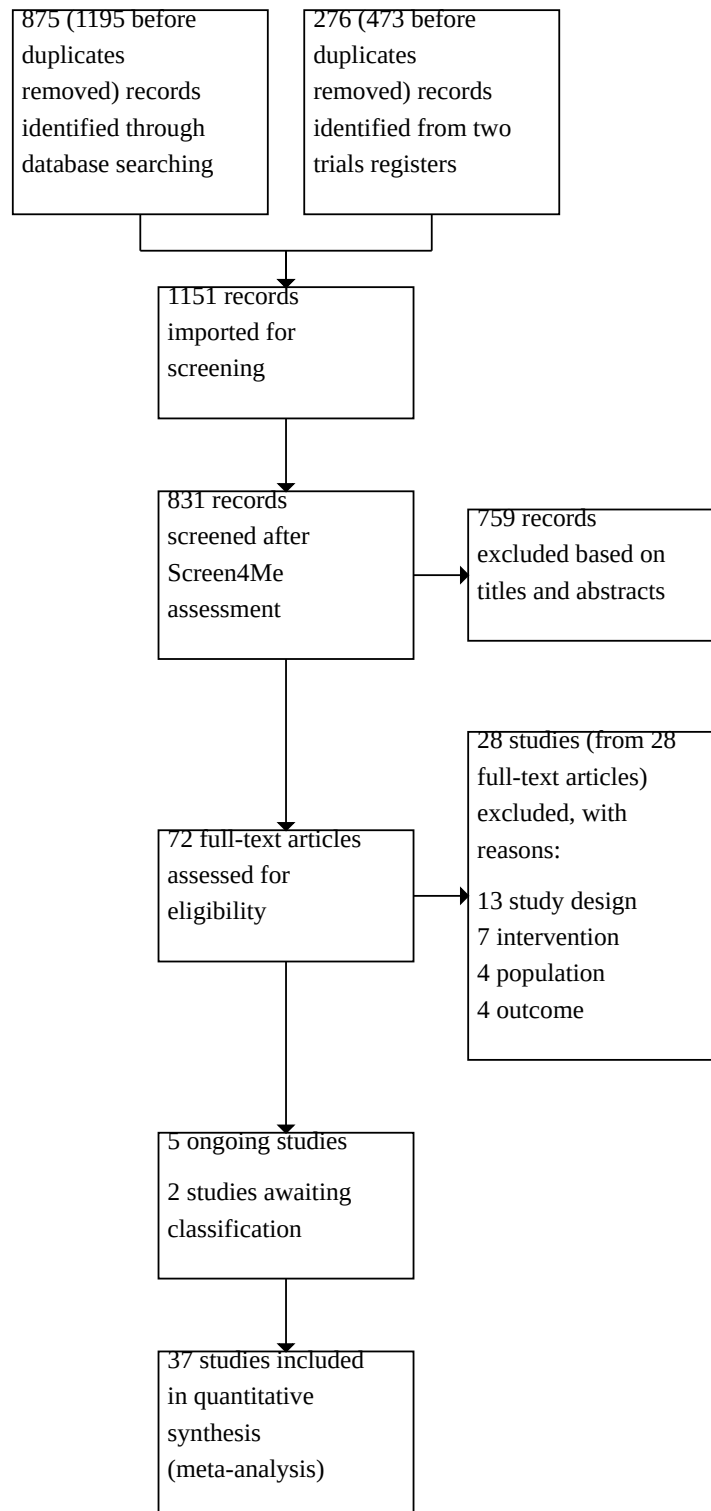 875 (1195 before
duplicates
removed) records
identified through
database searching
276 (473 before
duplicates
removed) records
identified from two
trials registers
1151 records
imported for
screening
831 records
screened after
Screen4Me
assessment
759 records
excluded based on
titles and abstracts
28 studies (from 28
full-text articles)
excluded, with
reasons:
13 study design
7 intervention
4 population
4 outcome
72 full-text articles
assessed for
eligibility
5 ongoing studies
2 studies awaiting
classification
37 studies included
in quantitative
synthesis
(meta-analysis)